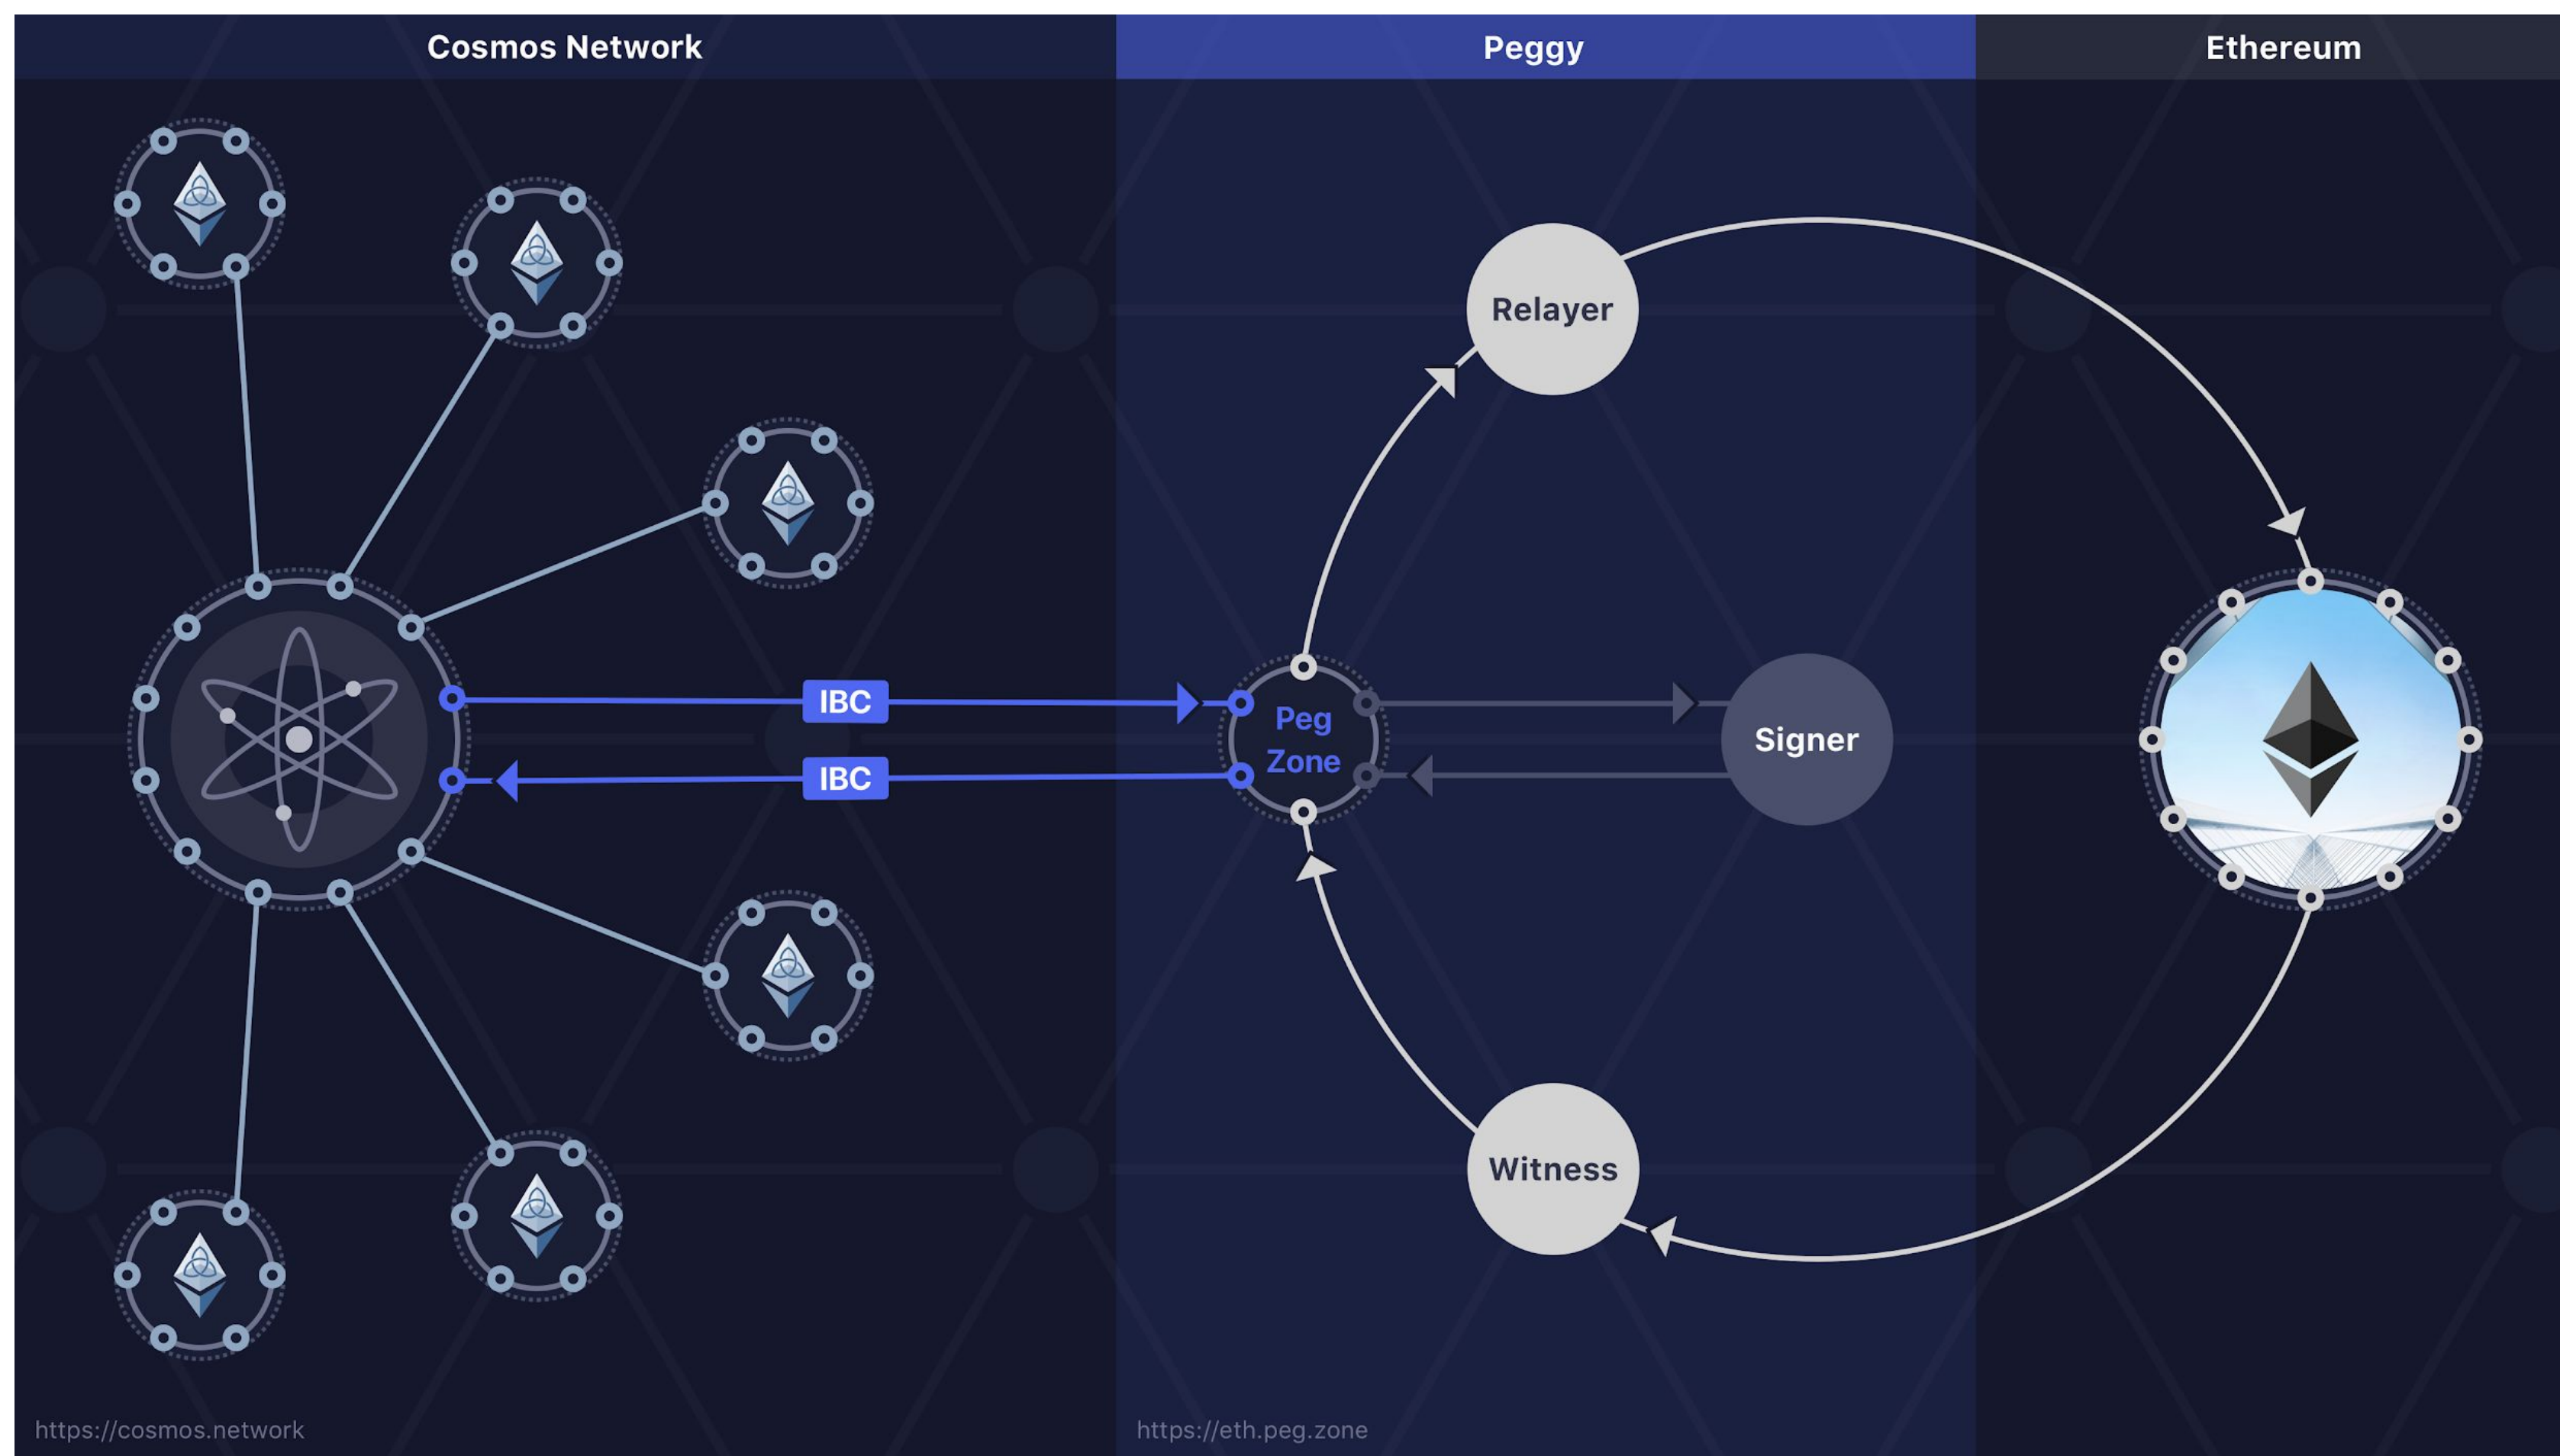 Cosmos Network
Peggy
Ethereum
Relayer
IBC
IBC
Peg
Zone
Signer
Witness
https://cosmos.network
https://eth.peg.zone